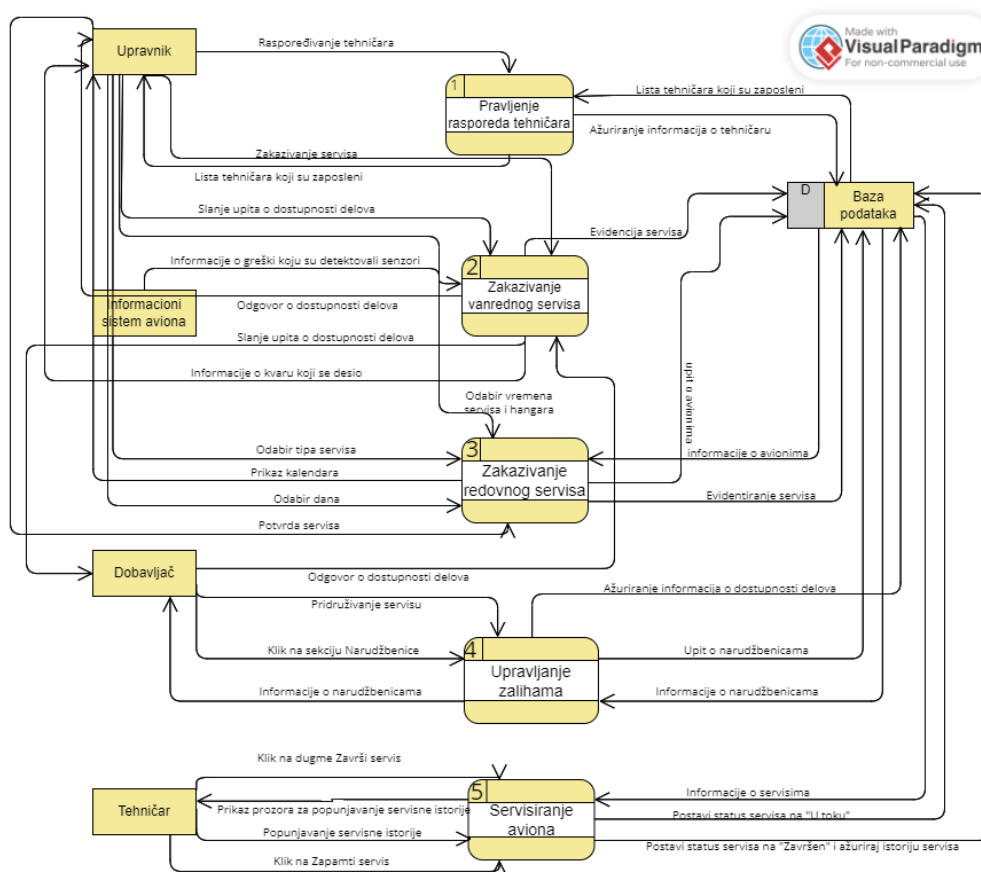 Made with
VisualParadigm
For non-commercial use
Upravnik
Raspoređivanje tehničara
1
Pravljenje
rasporeda tehničara
Lista tehničara koji su zaposleni
Ažuriranje informacija o tehničaru
Zakazivanje servisa
Lista tehničara koji su zaposleni
D
Baza
podataka
Slanje upita o dostupnosti delova
Evidencija servisa
Informacije o greški koju su detektovali senzori
2
Zakazivanje
vanrednog servisa
Informacioni
sistem aviona
Odgovor o dostupnosti delova
Slanje upita o dostupnosti delova
Informacije o kvaru koji se desio
upit o avionima
Odabir vremena
servisa i hangara
3
Zakazivanje
redovnog servisa
Odabir tipa servisa
informacije o avionima
Prikaz kalendara
Odabir dana
Evidentiranje servisa
Potvrda servisa
Dobavljač
Odgovor o dostupnosti delova
Ažuriranje informacija o dostupnosti delova
Pridruživanje servisu
4
Upravljanje
zalihama
Klik na sekciju Narudžbenice
Upit o narudžbenicama
Informacije o narudžbenicama
Informacije o narudžbenicama
Klik na dugme Završi servis
5
Servisiranje
aviona
Tehničar
Informacije o servisima
Prikaz prozora za popunjavanje servisne istorije
Postavi status servisa na "U toku"
Popunjavanje servisne istorije
Postavi status servisa na "Završen" i ažuriraj istoriju servisa
Klik na Zapamti servis